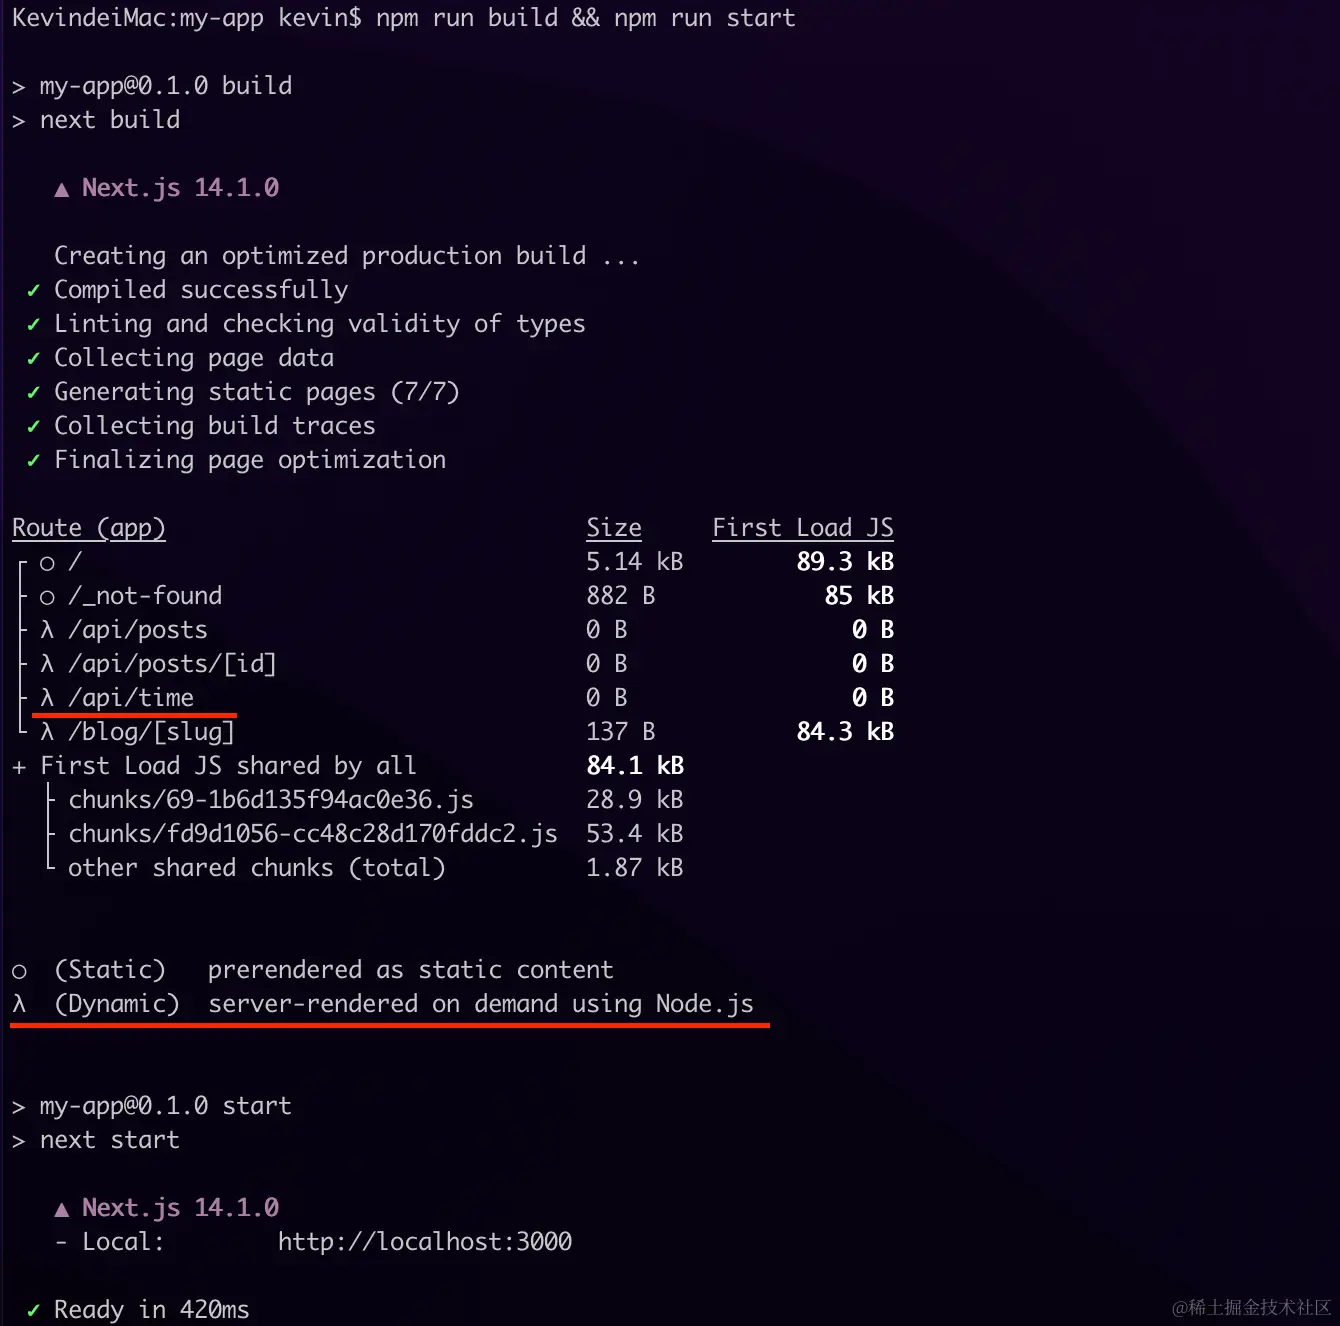 KevindeiMac:my-app kevin$ npm run build && npm run start
> my-app@0.1.0 build
> next build
▲ Next.js 14.1.0
Creating an optimized production build ...
✓ Compiled successfully
✓ Linting and checking validity of types
✓ Collecting page data
✓ Generating static pages (7/7)
✓ Collecting build traces
✓ Finalizing page optimization
Route (app) Size First Load JS
┌ ○ / 5.14 kB 89.3 kB
├ ○ /_not-found 882 B 85 kB
├ λ /api/posts 0 B 0 B
├ λ /api/posts/[id] 0 B 0 B
├ λ /api/time 0 B 0 B
└ λ /blog/[slug] 137 B 84.3 kB
+ First Load JS shared by all 84.1 kB
├ chunks/69-1b6d135f94ac0e36.js 28.9 kB
├ chunks/fd9d1056-cc48c28d170fddc2.js 53.4 kB
└ other shared chunks (total) 1.87 kB
○ (Static) prerendered as static content
λ (Dynamic) server-rendered on demand using Node.js
> my-app@0.1.0 start
> next start
▲ Next.js 14.1.0
- Local: http://localhost:3000
✓ Ready in 420ms
@稀土掘金技术社区